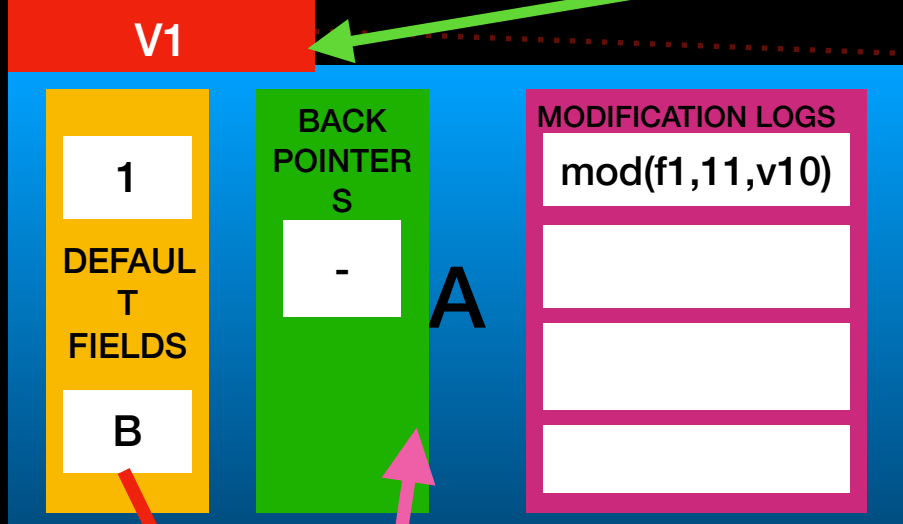 V1
1
DEFAUL
T
FIELDS
B
BACK
POINTER
S
-
A
MODIFICATION LOGS
mod(f1,11,v10)